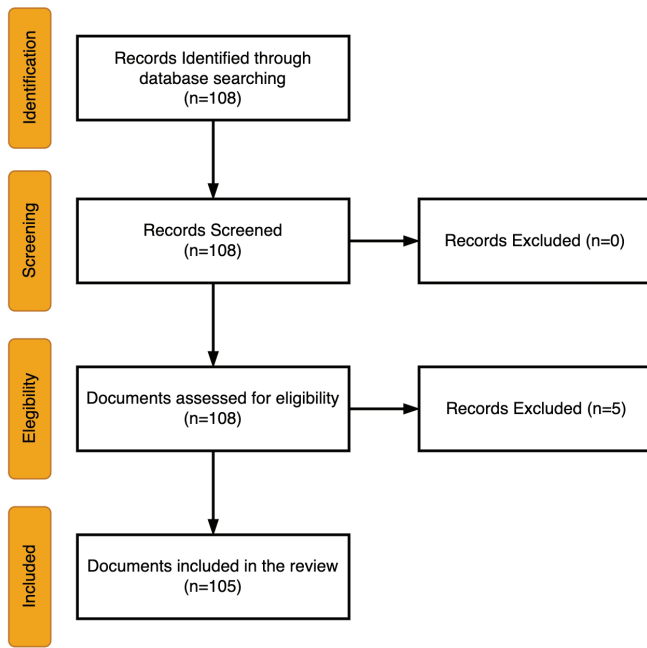 Identification
Records Identified through
database searching
(n=108)
Screening
Records Screened
(n=108)
Records Excluded (n=0)
Elegibility
Documents assessed for eligibility
(n=108)
Records Excluded (n=5)
Included
Documents included in the review
(n=105)